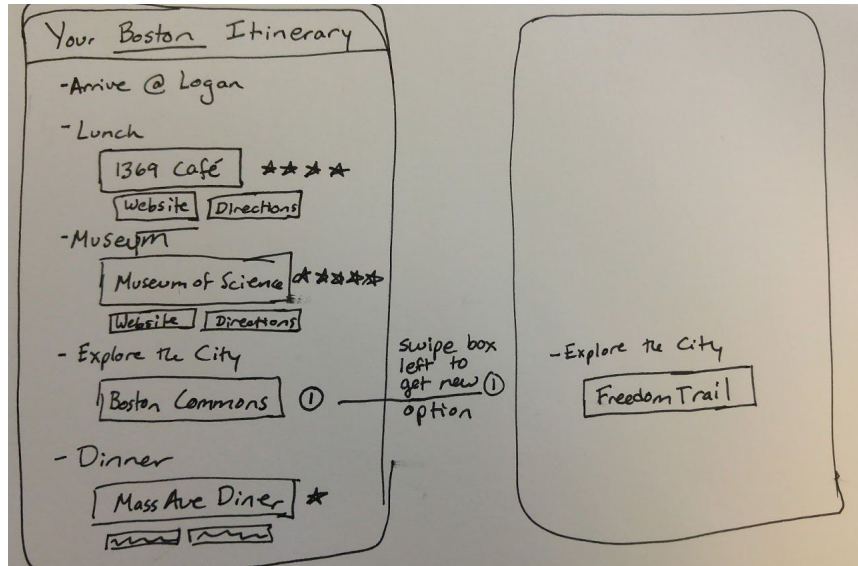 Your Boston Itinerary
-Arrive @ Logan
-Lunch
1369 Café
Website Directions
-Museum
Museum of Science
Website Directions
- Explore the City
Boston Commons ①
- Dinner
Mass Ave Diner
swipe box
left to
get new ①
option
-Explore the City
Freedom Trail